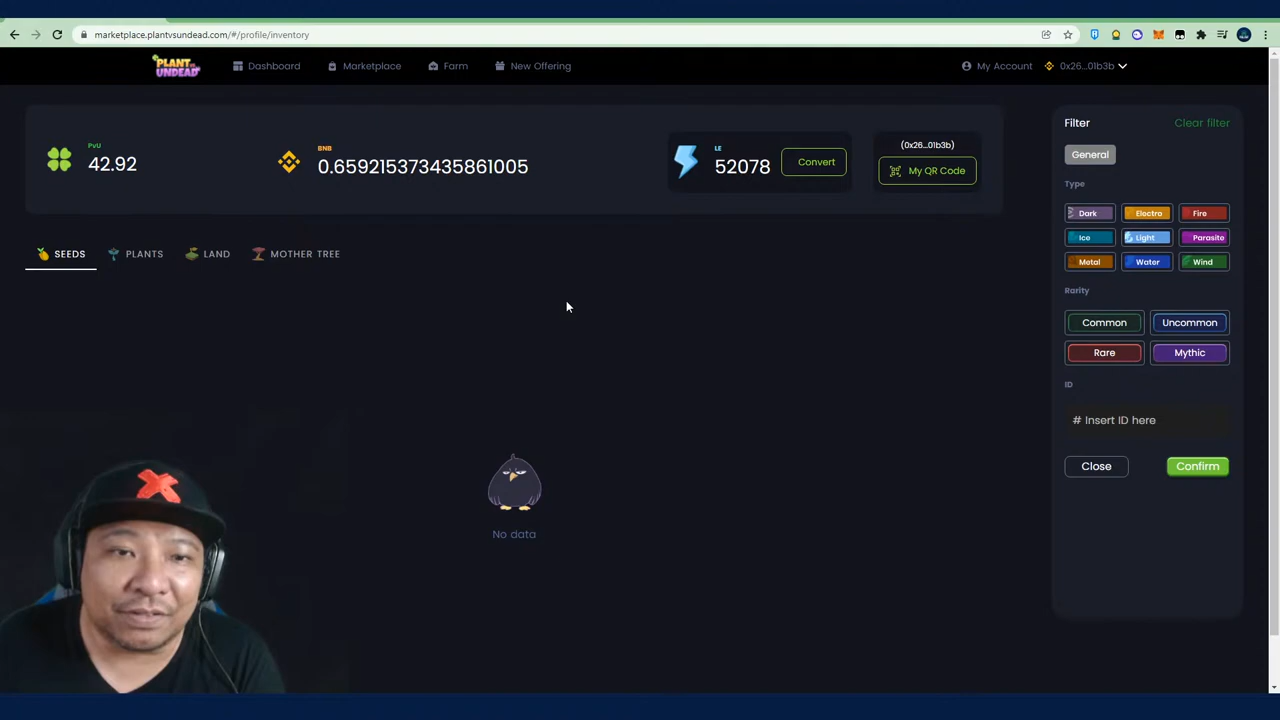 marketplace.plantvsundead.com/#/profile/inventory
PLANT VS UNDEAD
Dashboard
Marketplace
Farm
New Offering
My Account
0x26...01b3b
PVU
42.92
BNB
0.659215373435861005
LE
52078
Convert
(0x26...01b3b)
My QR Code
SEEDS
PLANTS
LAND
MOTHER TREE
No data
Filter
Clear filter
General
Type
Dark
Electro
Fire
Ice
Light
Parasite
Metal
Water
Wind
Rarity
Common
Uncommon
Rare
Mythic
ID
# Insert ID here
Close
Confirm